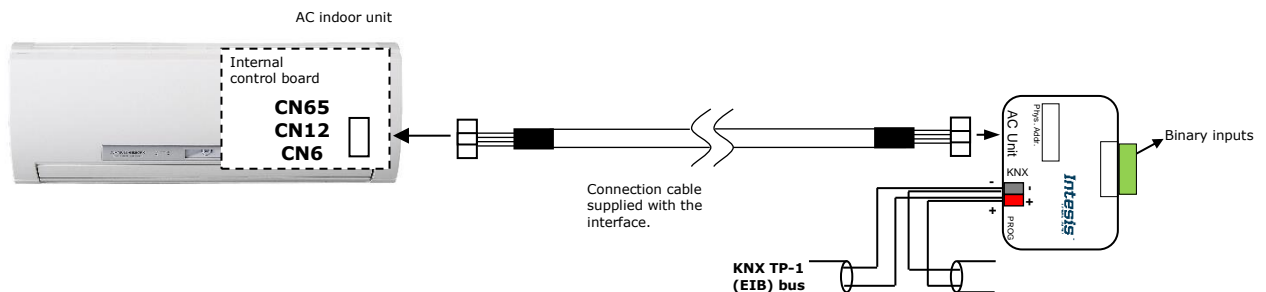 AC indoor unit
Internal
control board
CN65
CN12
CN6
Connection cable
supplied with the
interface.
AC Unit
Phys. Addr.
KNX
-
-
+
+
PROG
Intesis
Binary inputs
KNX TP-1
(EIB) bus